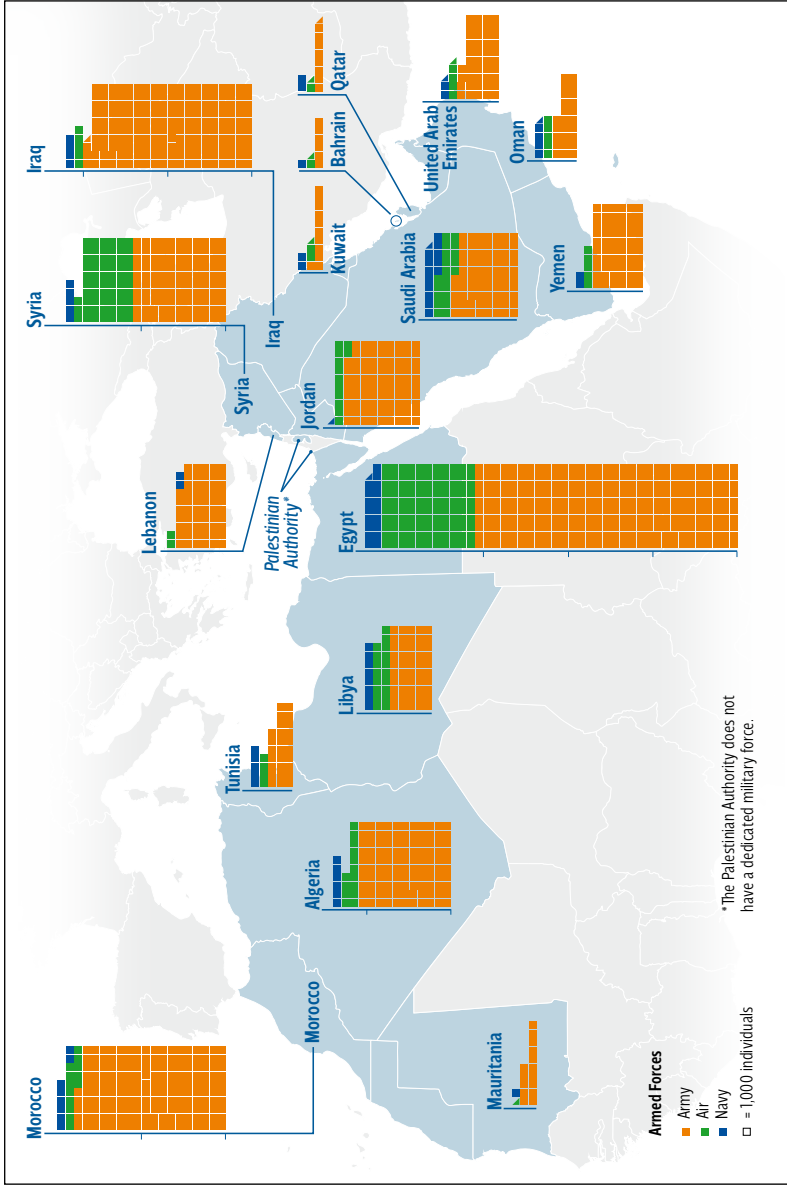 Morocco
Morocco
Mauritania
Algeria
Tunisia
Libya
Egypt
Lebanon
Palestinian
Authority*
Syria
Syria
Jordan
Iraq
Iraq
Kuwait
Bahrain
Qatar
Saudi Arabia
United Arab
Emirates
Oman
Yemen
Armed Forces
Army
Air
Navy
= 1,000 individuals
*The Palestinian Authority does not
have a dedicated military force.